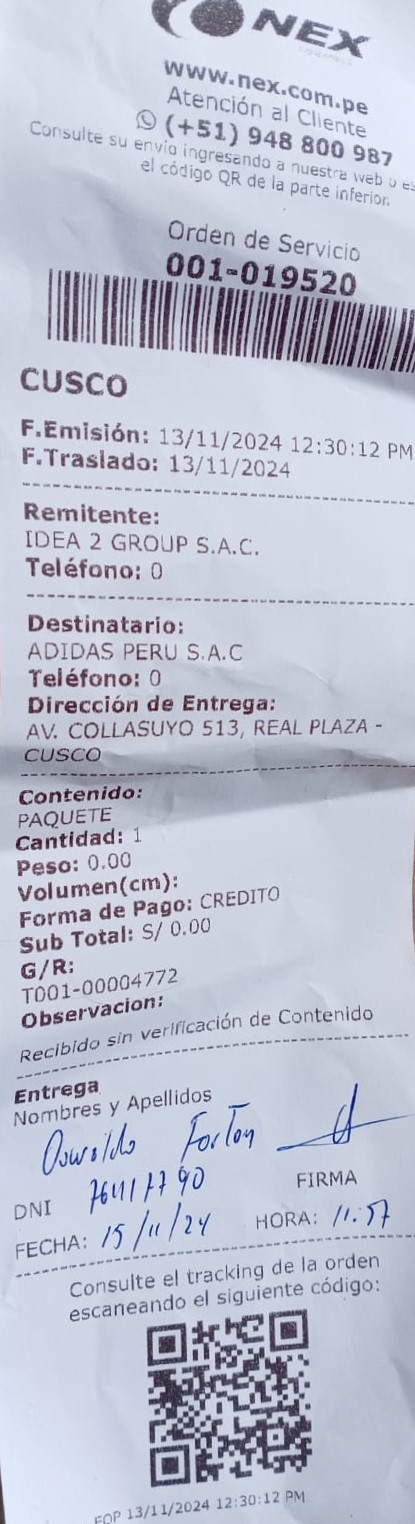 NEX
www.nex.com.pe
Atención al Cliente
(+51) 948 800 987
Consulte su envío ingresando a nuestra web o es
el código QR de la parte inferior.
Orden de Servicio
001-019520
CUSCO
F.Emisión: 13/11/2024 12:30:12 PM
F.Traslado: 13/11/2024
Remitente:
IDEA 2 GROUP S.A.C.
Teléfono: 0
Destinatario:
ADIDAS PERU S.A.C
Teléfono: 0
Dirección de Entrega:
AV. COLLASUYO 513, REAL PLAZA -
CUSCO
Contenido:
PAQUETE
Cantidad: 1
Peso: 0.00
Volumen(cm):
Forma de Pago: CREDITO
Sub Total: S/ 0.00
G/R:
T001-00004772
Observacion:
Recibido sin verificación de Contenido
Entrega
Nombres y Apellidos
Oswaldo
DNI
FIRMA
FECHA: 15/11/24 HORA: 11:57
Consulte el tracking de la orden
escaneando el siguiente código:
13/11/2024 12:30:12 PM